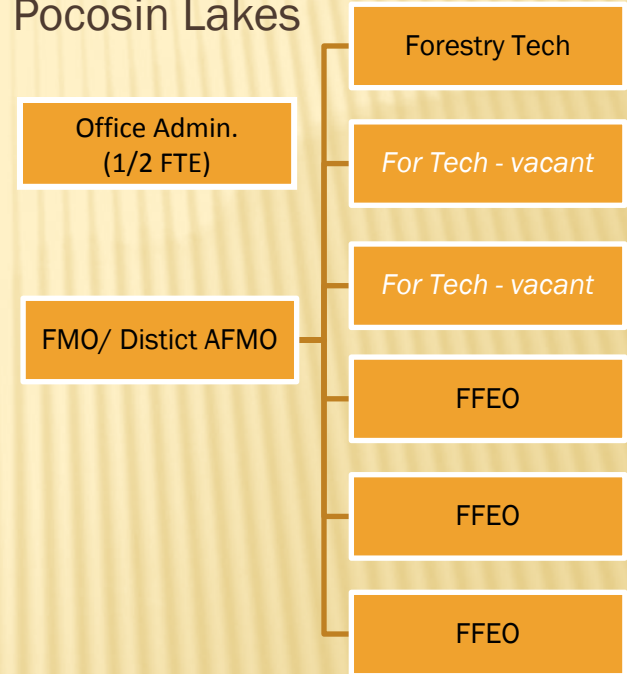 Pocosin Lakes
Office Admin.
(1/2 FTE)
FMO/ Distict AFMO
Forestry Tech
For Tech - vacant
For Tech - vacant
FFEO
FFEO
FFEO